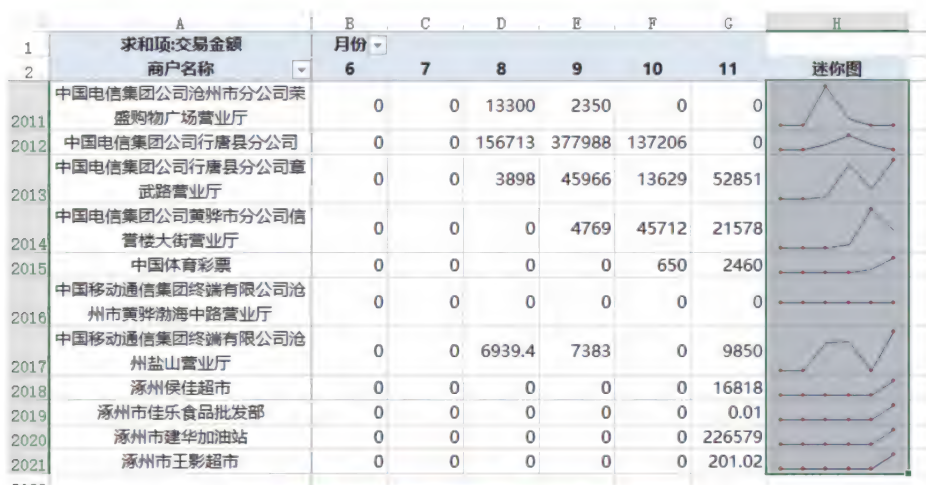 A B C D E F G H
1 求和项:交易金额 月份
2 商户名称 6 7 8 9 10 11 迷你图
中国电信集团公司沧州市分公司荣
2011 盛购物广场营业厅 0 0 13300 2350 0 0
2012 中国电信集团公司行唐县分公司 0 0 156713 377988 137206 0
中国电信集团公司行唐县分公司章
2013 武路营业厅 0 0 3898 45966 13629 52851
中国电信集团公司黄骅市分公司信
2014 誉楼大街营业厅 0 0 0 4769 45712 21578
2015 中国体育彩票 0 0 0 0 650 2460
中国移动通信集团终端有限公司沧
2016 州市黄骅渤海中路营业厅 0 0 0 0 0 0
中国移动通信集团终端有限公司沧
2017 州盐山营业厅 0 0 6939.4 7383 0 9850
2018 涿州侯佳超市 0 0 0 0 0 16818
2019 涿州市佳乐食品批发部 0 0 0 0 0 0.01
2020 涿州市建华加油站 0 0 0 0 0 226579
2021 涿州市王影超市 0 0 0 0 0 201.02